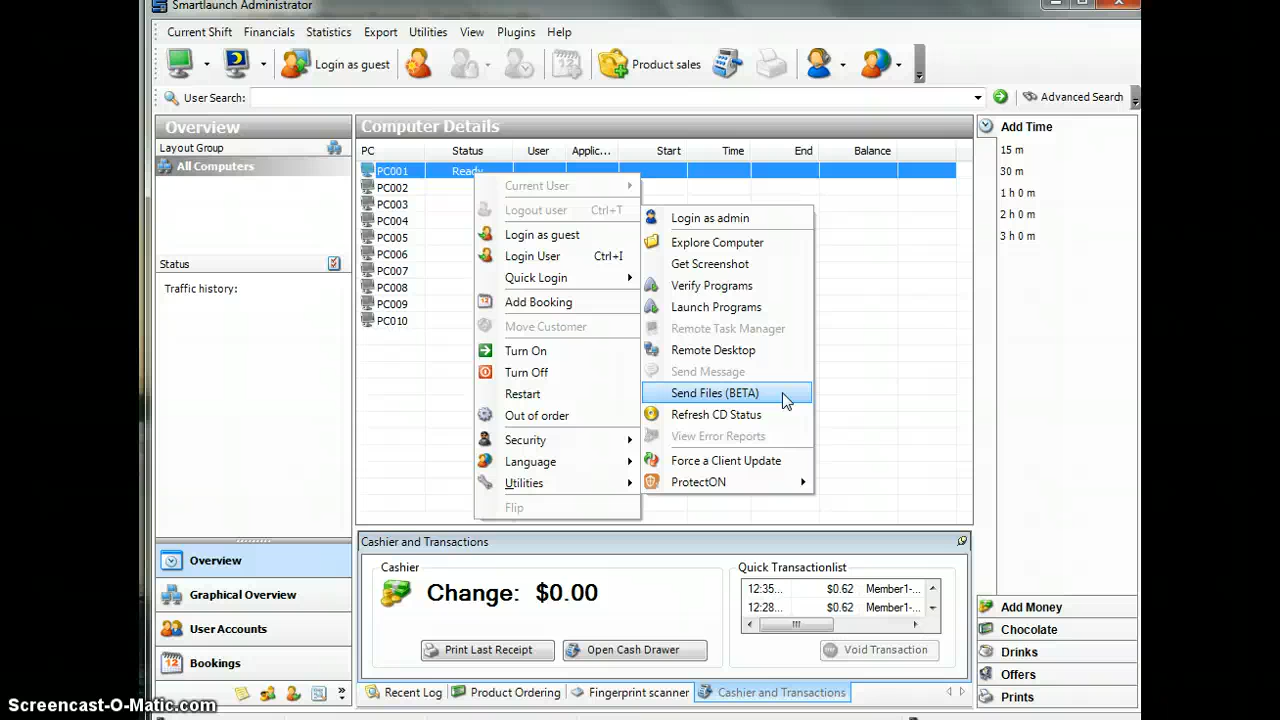 Smartlaunch Administrator
Current Shift Financials Statistics Export Utilities View Plugins Help
Login as guest Product sales
User Search: Advanced Search
Overview
Layout Group
All Computers
Status
Traffic history:
Overview
Graphical Overview
User Accounts
Bookings
Computer Details
PC Status User Applic... Start Time End Balance
PC001 Ready
PC002
PC003
PC004
PC005
PC006
PC007
PC008
PC009
PC010
Current User
Logout user Ctrl+T
Login as guest
Login User Ctrl+I
Quick Login
Add Booking
Move Customer
Turn On
Turn Off
Restart
Out of order
Security
Language
Utilities
Flip
Login as admin
Explore Computer
Get Screenshot
Verify Programs
Launch Programs
Remote Task Manager
Remote Desktop
Send Message
Send Files (BETA)
Refresh CD Status
View Error Reports
Force a Client Update
ProtectON
Add Time
15 m
30 m
1 h 0 m
2 h 0 m
3 h 0 m
Add Money
Chocolate
Drinks
Offers
Prints
Cashier and Transactions
Cashier
Change: $0.00
Print Last Receipt Open Cash Drawer
Quick Transactionlist
12:35... $0.62 Member1-...
12:28... $0.62 Member1-...
Void Transaction
Recent Log Product Ordering Fingerprint scanner Cashier and Transactions
Screencast-O-Matic.com